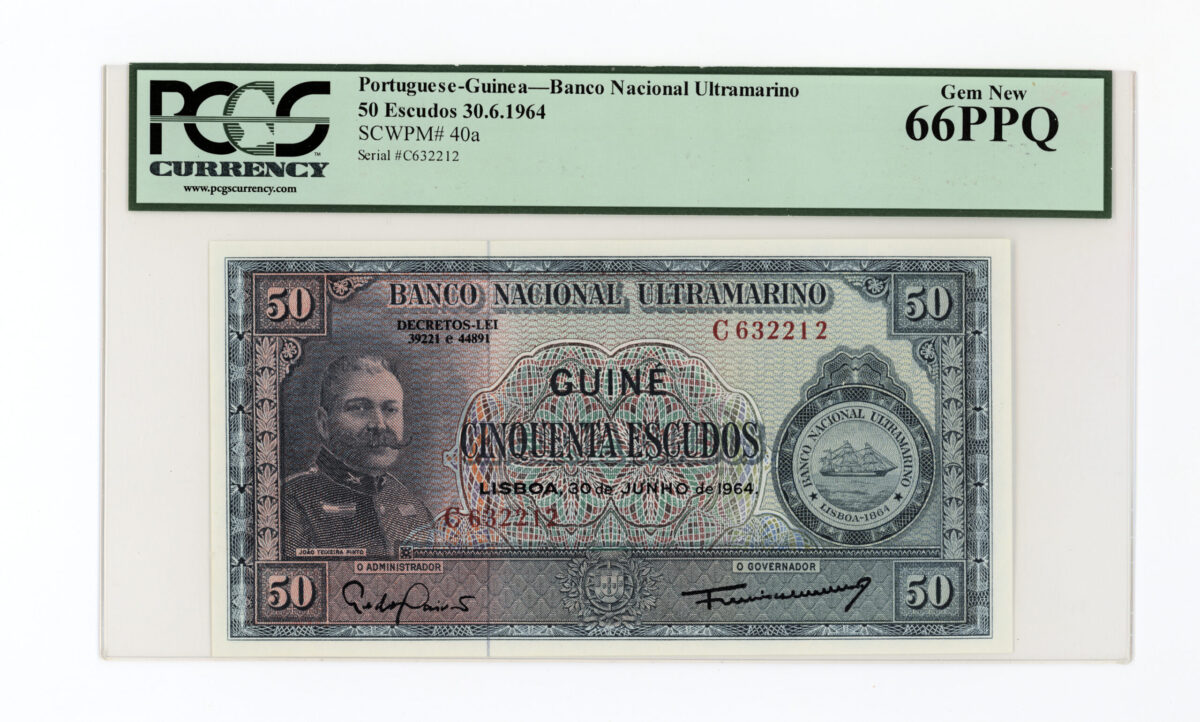 PCGS
CURRENCY
™
www.pcgscurrency.com
Portuguese-Guinea—Banco Nacional Ultramarino
50 Escudos 30.6.1964
SCWPM# 40a
Serial #C632212
Gem New
66PPQ
50
BANCO NACIONAL ULTRAMARINO
50
DECRETOS-LEI
39221 e 44891
C 632212
GUINÉ
CINQUENTA ESCUDOS
LISBOA, 30 de JUNHO de 1964
C 632212
BANCO NACIONAL ULTRAMARINO
LISBOA-1864
JOÃO TEIXEIRA PINTO
O ADMINISTRADOR
O GOVERNADOR
50
50